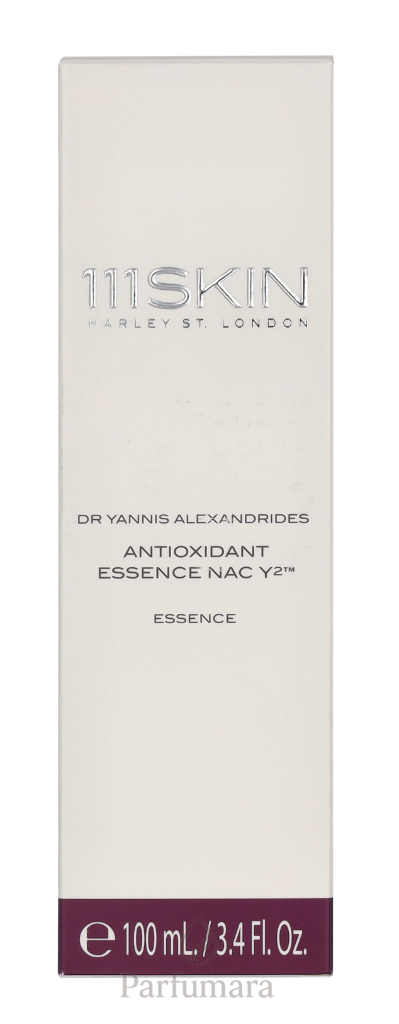 111SKIN
HARLEY ST. LONDON
DR YANNIS ALEXANDRIDES
ANTIOXIDANT
ESSENCE NAC Y²™
ESSENCE
℮ 100 mL. / 3.4 Fl. Oz.
Parfumara